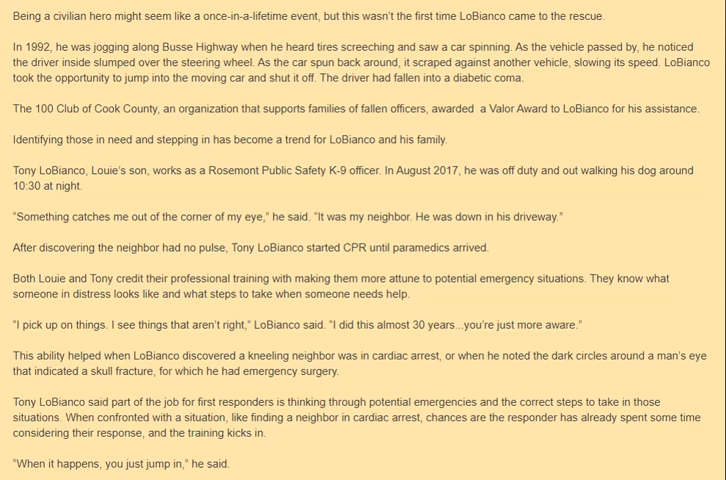 Being a civilian hero might seem like a once-in-a-lifetime event, but this wasn't the first time LoBianco came to the rescue.
In 1992, he was jogging along Busse Highway when he heard tires screeching and saw a car spinning. As the vehicle passed by, he noticed
the driver inside slumped over the steering wheel. As the car spun back around, it scraped against another vehicle, slowing its speed. LoBianco
took the opportunity to jump into the moving car and shut it off. The driver had fallen into a diabetic coma.
The 100 Club of Cook County, an organization that supports families of fallen officers, awarded  a Valor Award to LoBianco for his assistance.
Identifying those in need and stepping in has become a trend for LoBianco and his family.
Tony LoBianco, Louie's son, works as a Rosemont Public Safety K-9 officer. In August 2017, he was off duty and out walking his dog around
10:30 at night.
“Something catches me out of the corner of my eye,” he said. “It was my neighbor. He was down in his driveway.”
After discovering the neighbor had no pulse, Tony LoBianco started CPR until paramedics arrived.
Both Louie and Tony credit their professional training with making them more attune to potential emergency situations. They know what
someone in distress looks like and what steps to take when someone needs help.
“I pick up on things. I see things that aren't right,” LoBianco said. “I did this almost 30 years...you're just more aware.”
This ability helped when LoBianco discovered a kneeling neighbor was in cardiac arrest, or when he noted the dark circles around a man's eye
that indicated a skull fracture, for which he had emergency surgery.
Tony LoBianco said part of the job for first responders is thinking through potential emergencies and the correct steps to take in those
situations. When confronted with a situation, like finding a neighbor in cardiac arrest, chances are the responder has already spent some time
considering their response, and the training kicks in.
“When it happens, you just jump in,” he said.